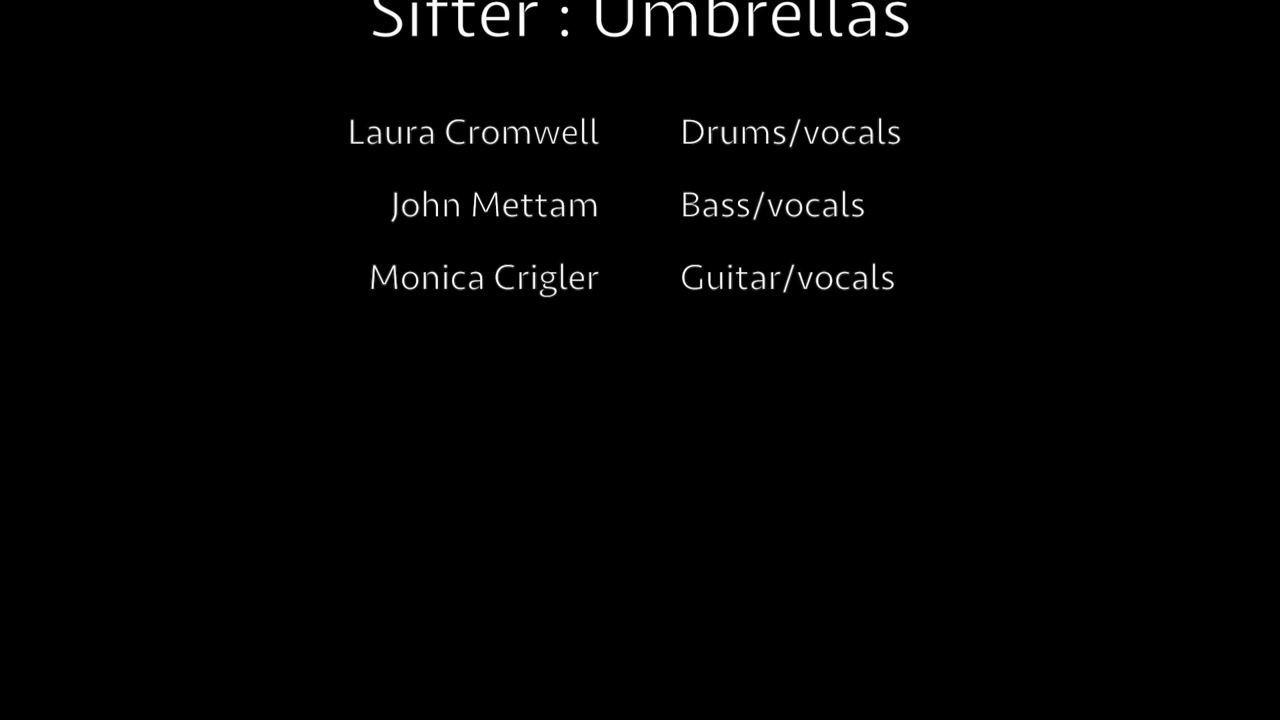 Sifter : Umbrellas
Laura Cromwell Drums/vocals
John Mettam Bass/vocals
Monica Crigler Guitar/vocals